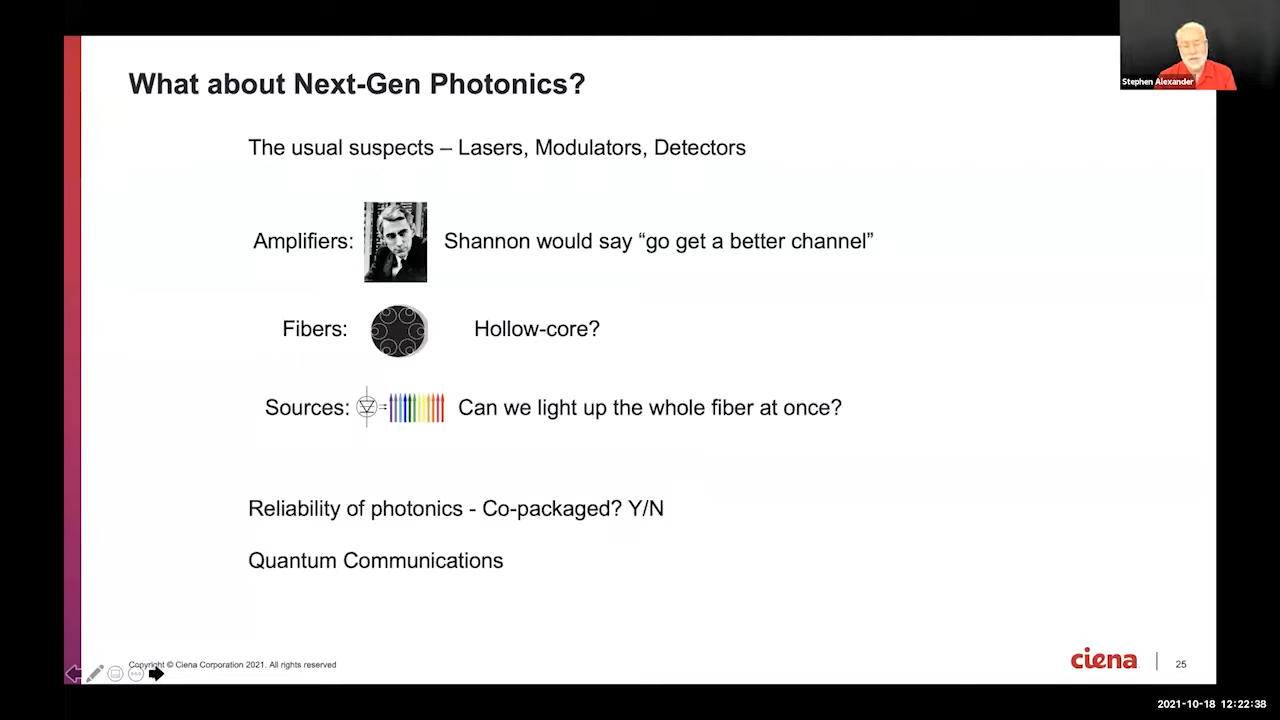 What about Next-Gen Photonics?
Stephen Alexander
The usual suspects – Lasers, Modulators, Detectors
Amplifiers: Shannon would say “go get a better channel”
Fibers: Hollow-core?
Sources: Can we light up the whole fiber at once?
Reliability of photonics - Co-packaged? Y/N
Quantum Communications
Copyright © Ciena Corporation 2021. All rights reserved
ciena
25
2021-10-18 12:22:38